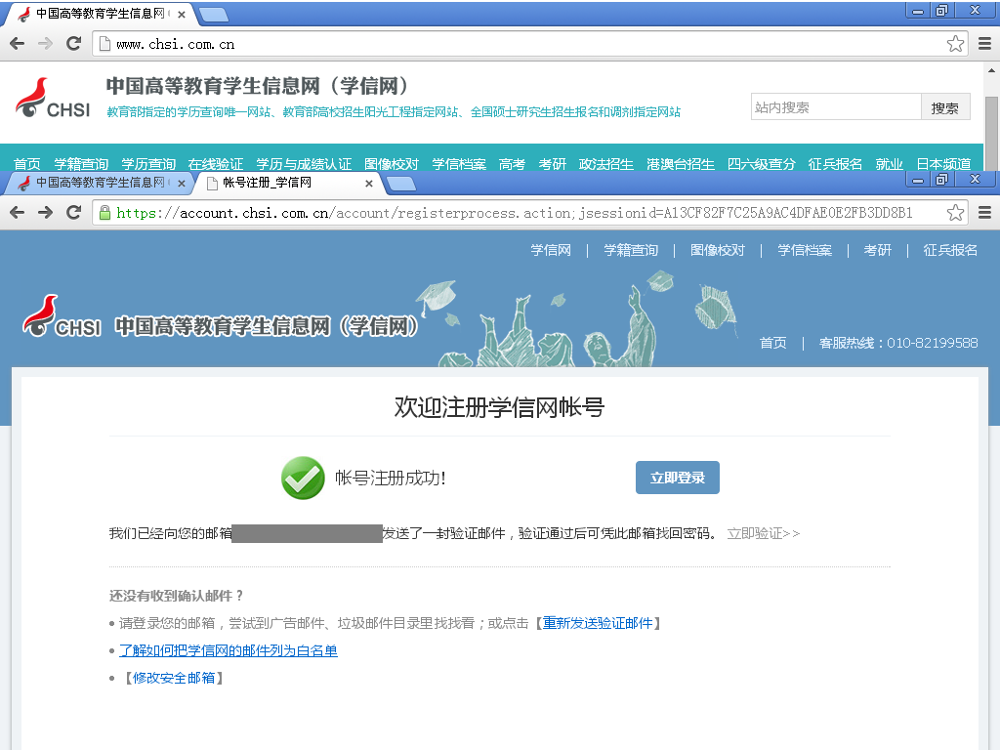 中国高等教育学生信息网
www.chsi.com.cn
CHSI
中国高等教育学生信息网（学信网）
教育部指定的学历查询唯一网站、教育部高校招生阳光工程指定网站、全国硕士研究生招生报名和调剂指定网站
站内搜索 搜索
首页 学籍查询 学历查询 在线验证 学历与成绩认证 图像校对 学信档案 高考 考研 政法招生 港澳台招生 四六级查分 征兵报名 就业 日本频道
中国高等教育学生信息网 帐号注册_学信网
https://account.chsi.com.cn/account/registerprocess.action;jsessionid=A13CF82F7C25A9AC4DFAE0E2FB3DD8B1
学信网 | 学籍查询 | 图像校对 | 学信档案 | 考研 | 征兵报名
CHSI 中国高等教育学生信息网（学信网）
首页 | 客服热线：010-82199588
欢迎注册学信网帐号
帐号注册成功！ 立即登录
我们已经向您的邮箱发送了一封验证邮件，验证通过后可凭此邮箱找回密码。 立即验证>>
还没有收到确认邮件？
• 请登录您的邮箱，尝试到广告邮件、垃圾邮件目录里找找看；或点击【重新发送验证邮件】
• 了解如何把学信网的邮件列为白名单
• 【修改安全邮箱】